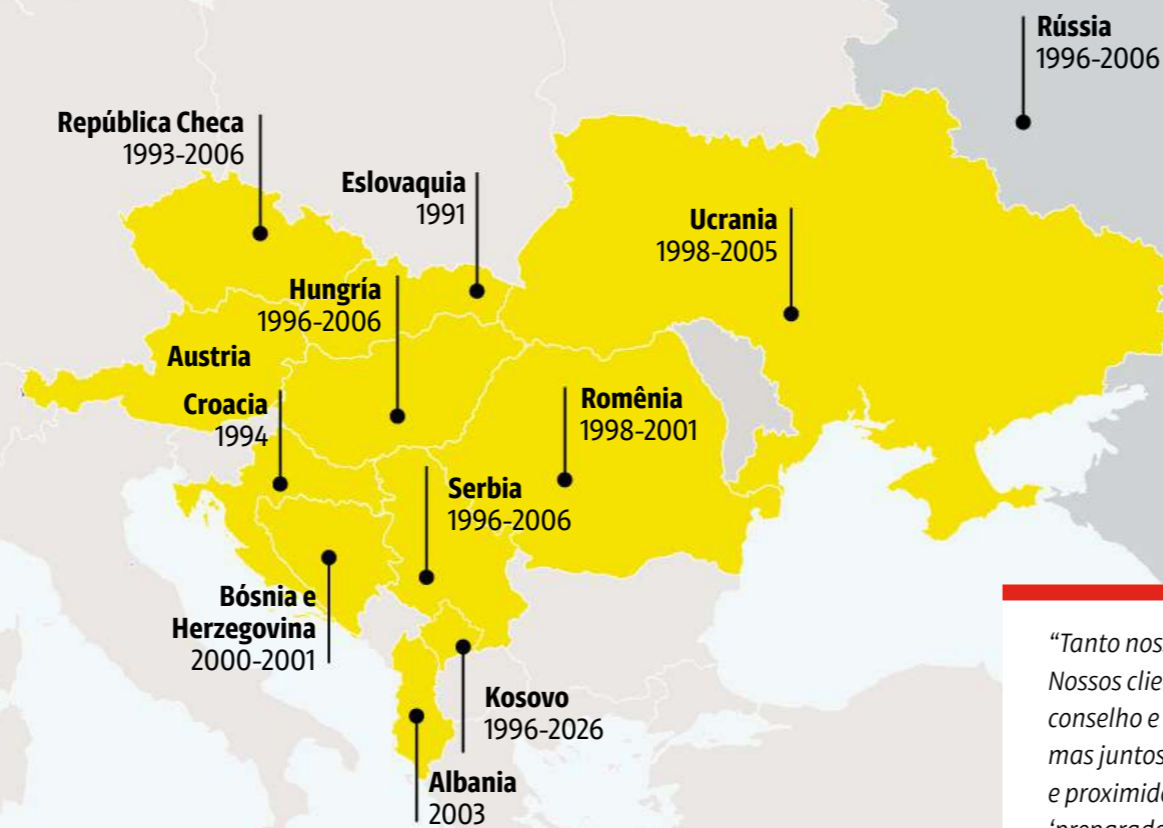 Rússia
1996-2006
República Checa
1993-2006
Eslovaquia
1991
Ucrania
1998-2005
Hungría
1996-2006
Austria
Croacia
1994
Romênia
1998-2001
Serbia
1996-2006
Bósnia e
Herzegovina
2000-2001
Kosovo
1996-2026
Albania
2003
“Tanto nos
Nossos clie
conselho e
mas juntos
e proximid
‘preparado